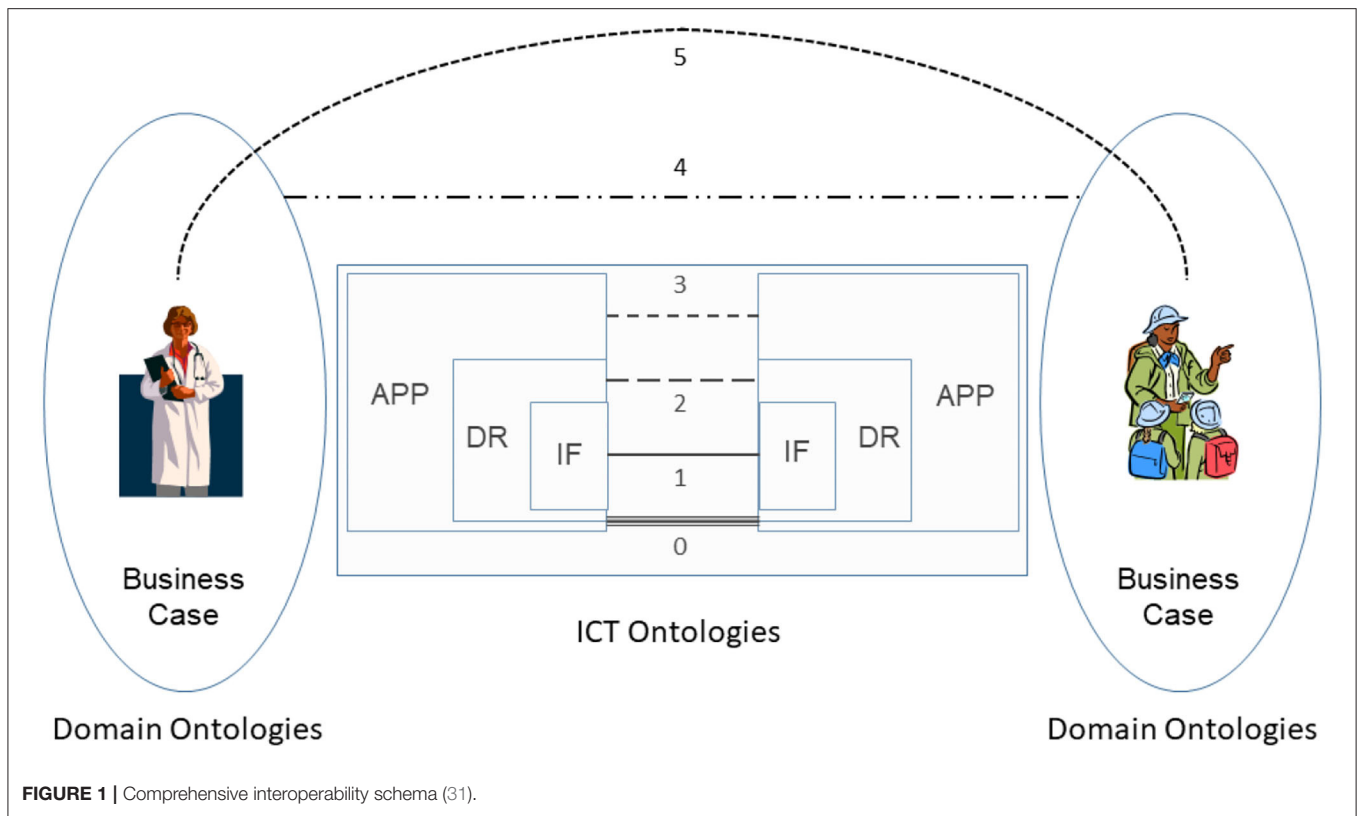 5
4
3
APP
APP
2
DR
DR
IF
IF
1
0
Business
Case
Business
Case
ICT Ontologies
Domain Ontologies
Domain Ontologies
FIGURE 1 | Comprehensive interoperability schema (31).